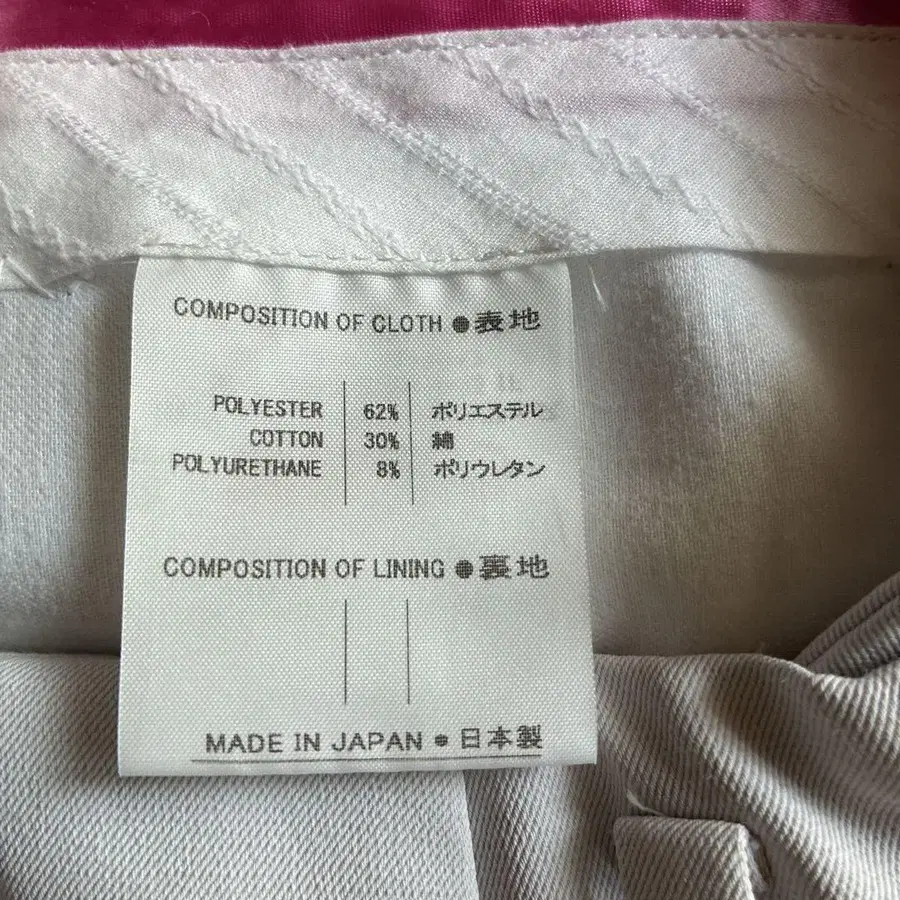 COMPOSITION OF CLOTH ● 表地
POLYESTER 62% ポリエステル
COTTON 30% 綿
POLYURETHANE 8% ポリウレタン
COMPOSITION OF LINING ● 裏地
MADE IN JAPAN ● 日本製